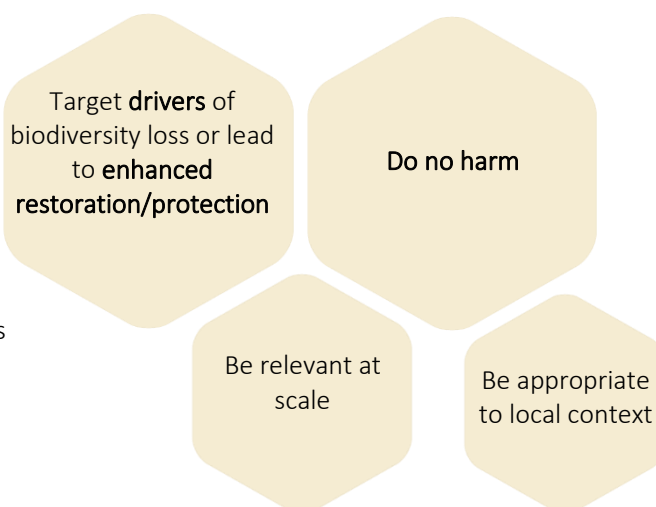 Target drivers of
biodiversity loss or lead
to enhanced
restoration/protection
Do no harm
s
Be relevant at
scale
Be appropriate
to local context